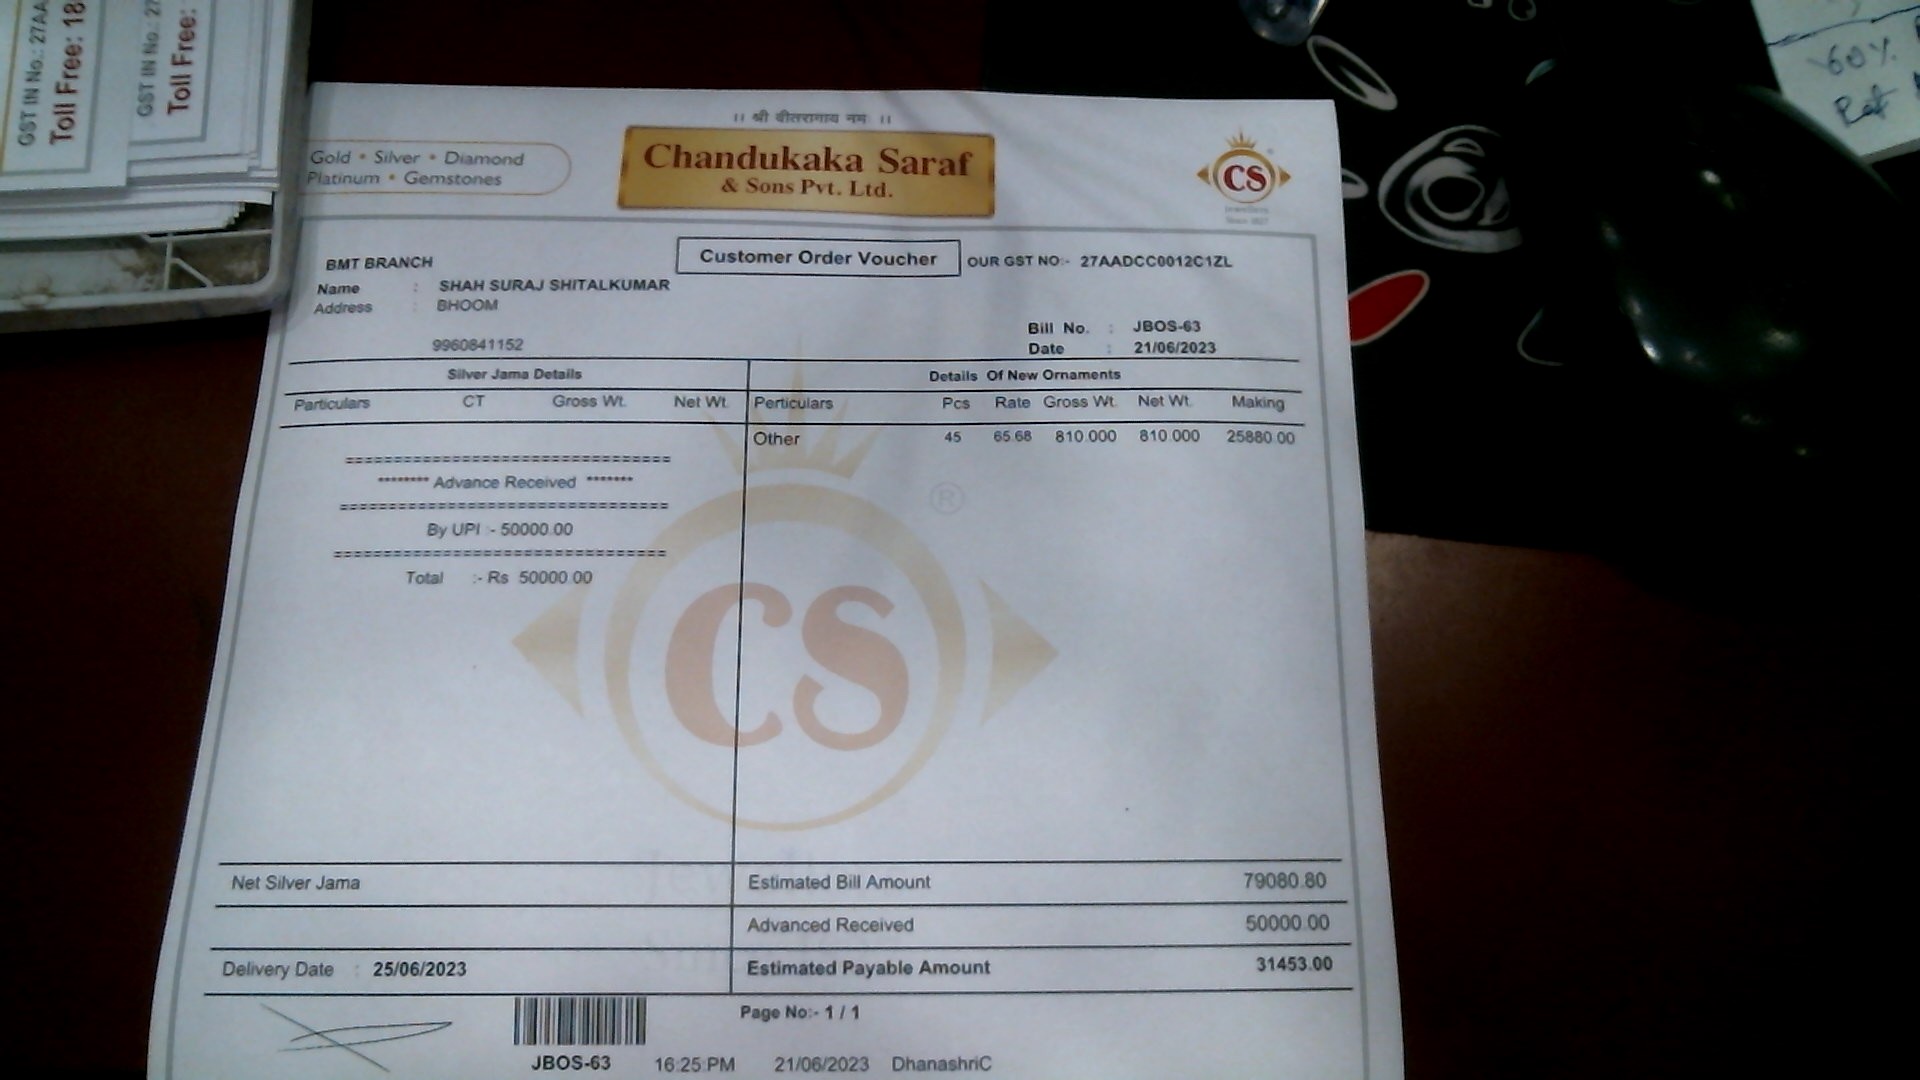 GST IN No.: 27AA
Toll Free: 18
GST IN No.: 27
Toll Free:
60%
।। श्री वीतरागाय नमः ।।
Gold • Silver • Diamond
Platinum • Gemstones
Chandukaka Saraf
& Sons Pvt. Ltd.
CS
BMT BRANCH
Customer Order Voucher
OUR GST NO:- 27AADCC0012C1ZL
Name : SHAH SURAJ SHITALKUMAR
Address : BHOOM
Bill No. : JBOS-63
9960841152
Date : 21/06/2023
Silver Jama Details
Details Of New Ornaments
Particulars CT Gross Wt. Net Wt. Perticulars Pcs Rate Gross Wt. Net Wt. Making
Other 45 65.68 810.000 810.000 25880.00
================================
******** Advance Received *******
================================
By UPI :- 50000.00
================================
Total :- Rs 50000.00
®
CS
Net Silver Jama
Estimated Bill Amount 79080.80
Advanced Received 50000.00
Delivery Date : 25/06/2023
Estimated Payable Amount 31453.00
Page No:- 1 / 1
JBOS-63 16:25:PM 21/06/2023 DhanashriC